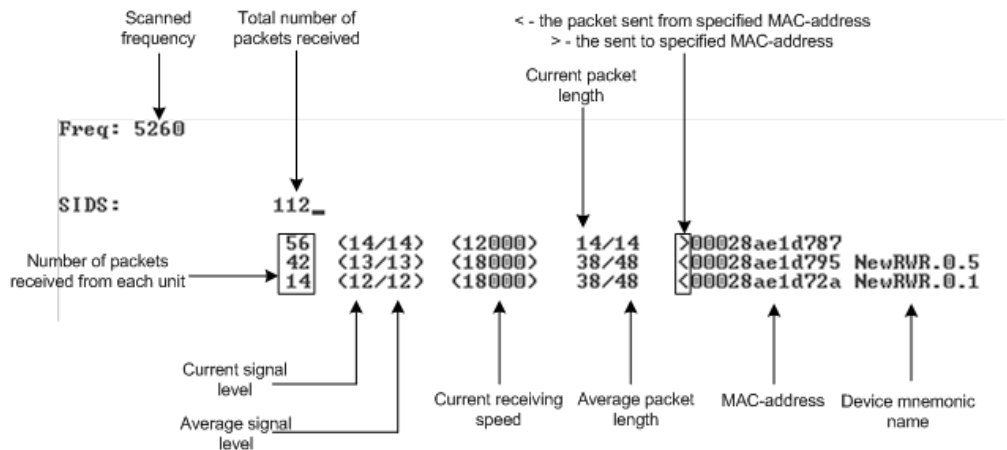 Scanned
frequency
Total number of
packets received
< - the packet sent from specified MAC-address
> - the sent to specified MAC-address
Current packet
length
Freq: 5260
SIDS: 112_
Number of packets
received from each unit
56 (14/14) (12000) 14/14 >00028ae1d787
42 (13/13) (18000) 38/48 <00028ae1d795 NewRWR.0.5
14 (12/12) (18000) 38/48 <00028ae1d72a NewRWR.0.1
Current signal
level
Average signal
level
Current receiving
speed
Average packet
length
MAC-address
Device mnemonic
name